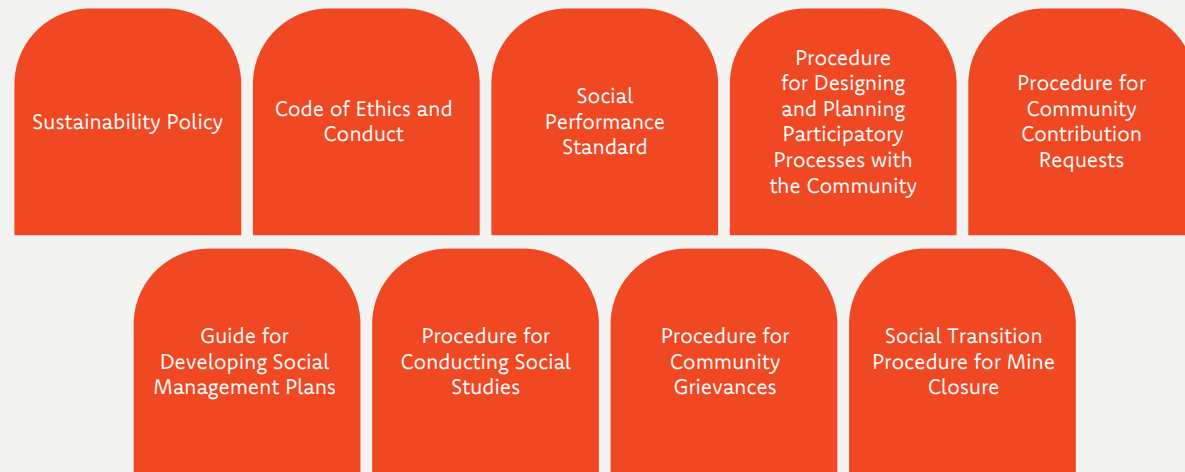 Sustainability Policy
Code of Ethics and
Conduct
Social
Performance
Standard
Procedure
for Designing
and Planning
Participatory
Processes with
the Community
Procedure for
Community
Contribution
Requests
Guide for
Developing Social
Management Plans
Procedure for
Conducting Social
Studies
Procedure for
Community
Grievances
Social Transition
Procedure for Mine
Closure